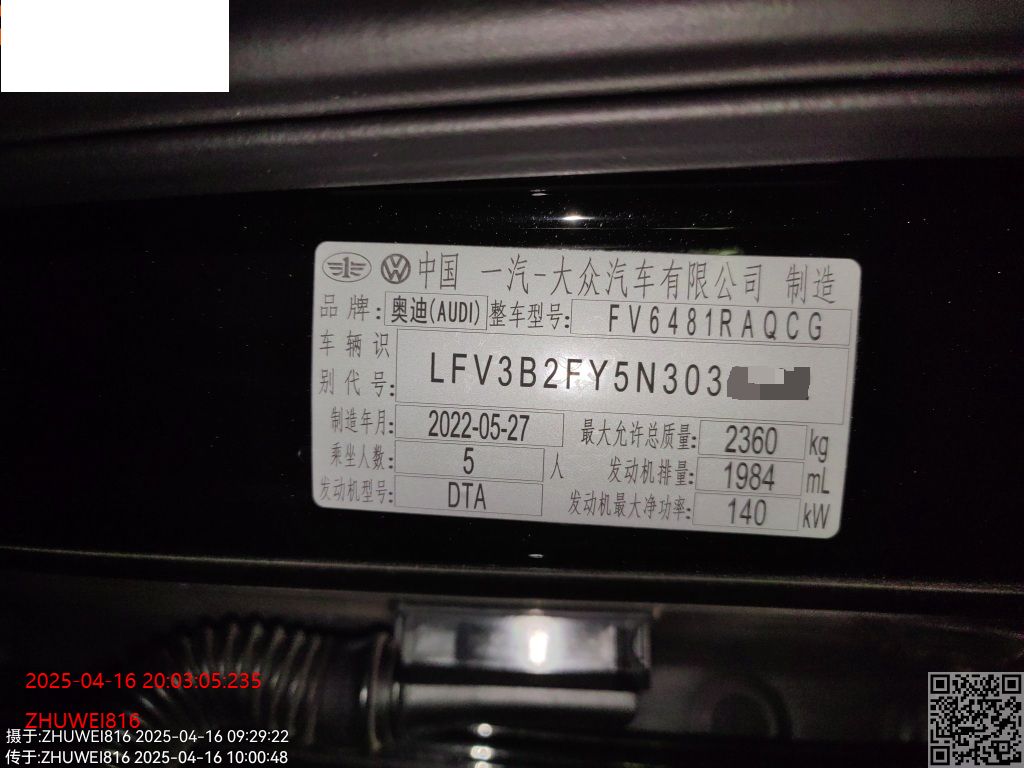 中国 一汽-大众汽车有限公司 制造
品牌: 奥迪(AUDI) 整车型号: FV6481RAQCG
车辆识别代号: LFV3B2FY5N303
制造年月: 2022-05-27 最大允许总质量: 2360 kg
乘坐人数: 5 人 发动机排量: 1984 mL
发动机型号: DTA 发动机最大净功率: 140 kW
2025-04-16 20:03:05:235
ZHUWEI816
摄于:ZHUWEI816 2025-04-16 09:29:22
传于:ZHUWEI816 2025-04-16 10:00:48